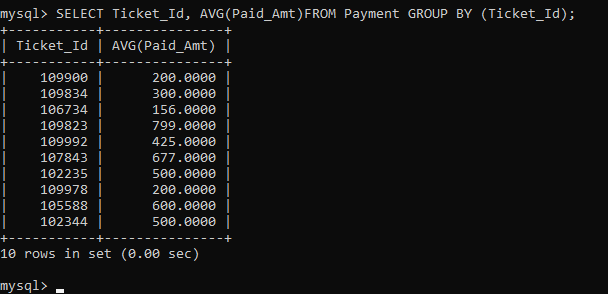 mysql> SELECT Ticket_Id, AVG(Paid_Amt)FROM Payment GROUP BY (Ticket_Id);
+-----------+---------------+
| Ticket_Id | AVG(Paid_Amt) |
+-----------+---------------+
|    109900 |      200.0000 |
|    109834 |      300.0000 |
|    106734 |      156.0000 |
|    109823 |      799.0000 |
|    109992 |      425.0000 |
|    107843 |      677.0000 |
|    102235 |      500.0000 |
|    109978 |      200.0000 |
|    105588 |      600.0000 |
|    102344 |      500.0000 |
+-----------+---------------+
10 rows in set (0.00 sec)
mysql> _